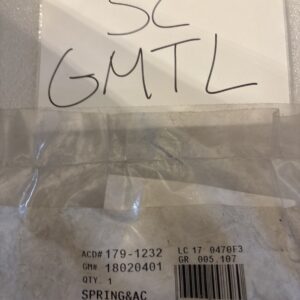 SC
GMTL
ACD# 179-1232 LC 17 0470F3
GM# 18020401 GR 005.107
QTY. 1
SPRING&AC